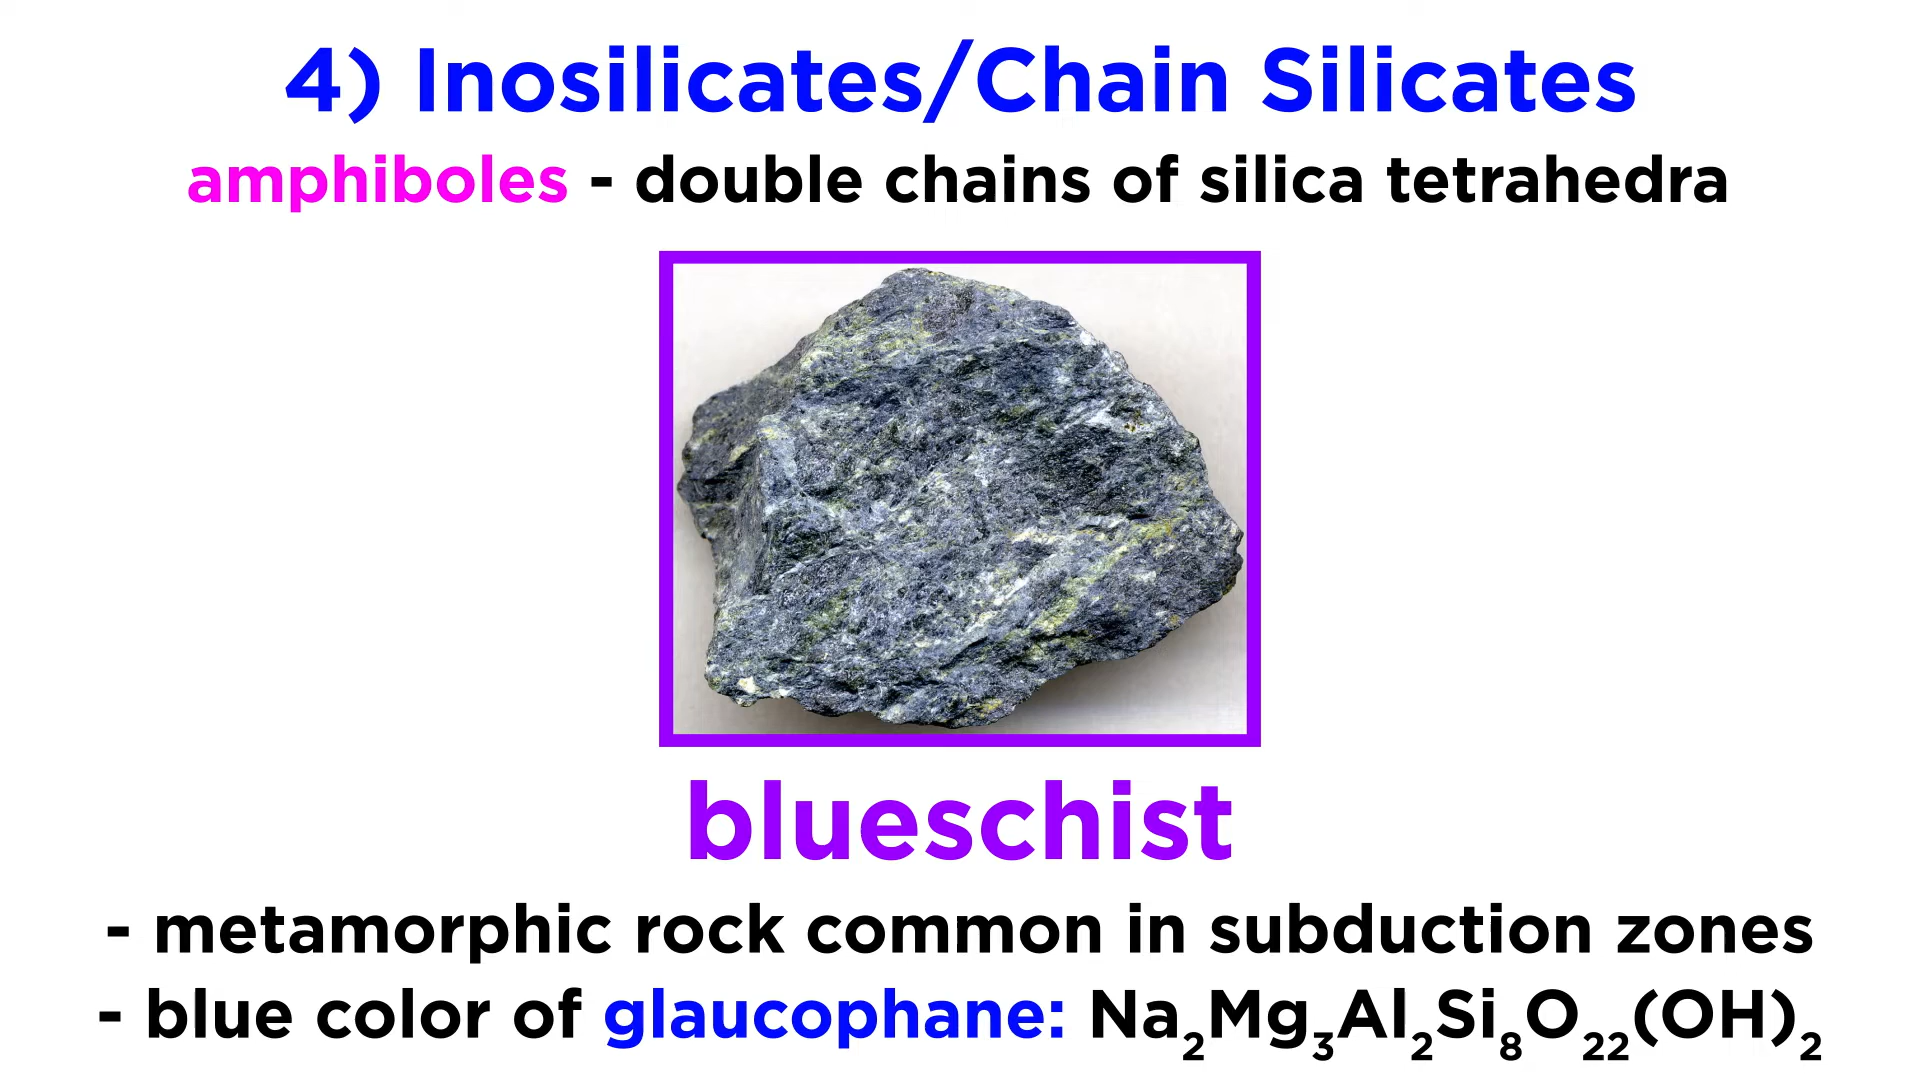 4) Inosilicates/Chain Silicates
amphiboles - double chains of silica tetrahedra
blueschist
- metamorphic rock common in subduction zones
- blue color of glaucophane: Na₂Mg₃Al₂Si₈O₂₂(OH)₂